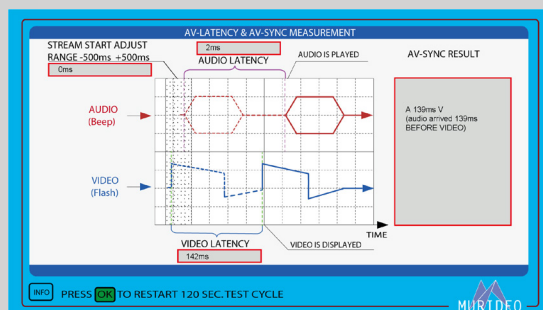 AV-LATENCY & AV-SYNC MEASUREMENT
STREAM START ADJUST
RANGE -500ms +500ms
0ms
2ms
AUDIO LATENCY
AUDIO IS PLAYED
AV-SYNC RESULT
A 139ms V
(audio arrived 139ms
BEFORE VIDEO)
AUDIO
(Beep)
VIDEO
(Flash)
TIME
VIDEO LATENCY
142ms
VIDEO IS DISPLAYED
INFO PRESS OK TO RESTART 120 SEC. TEST CYCLE
MURIDEO